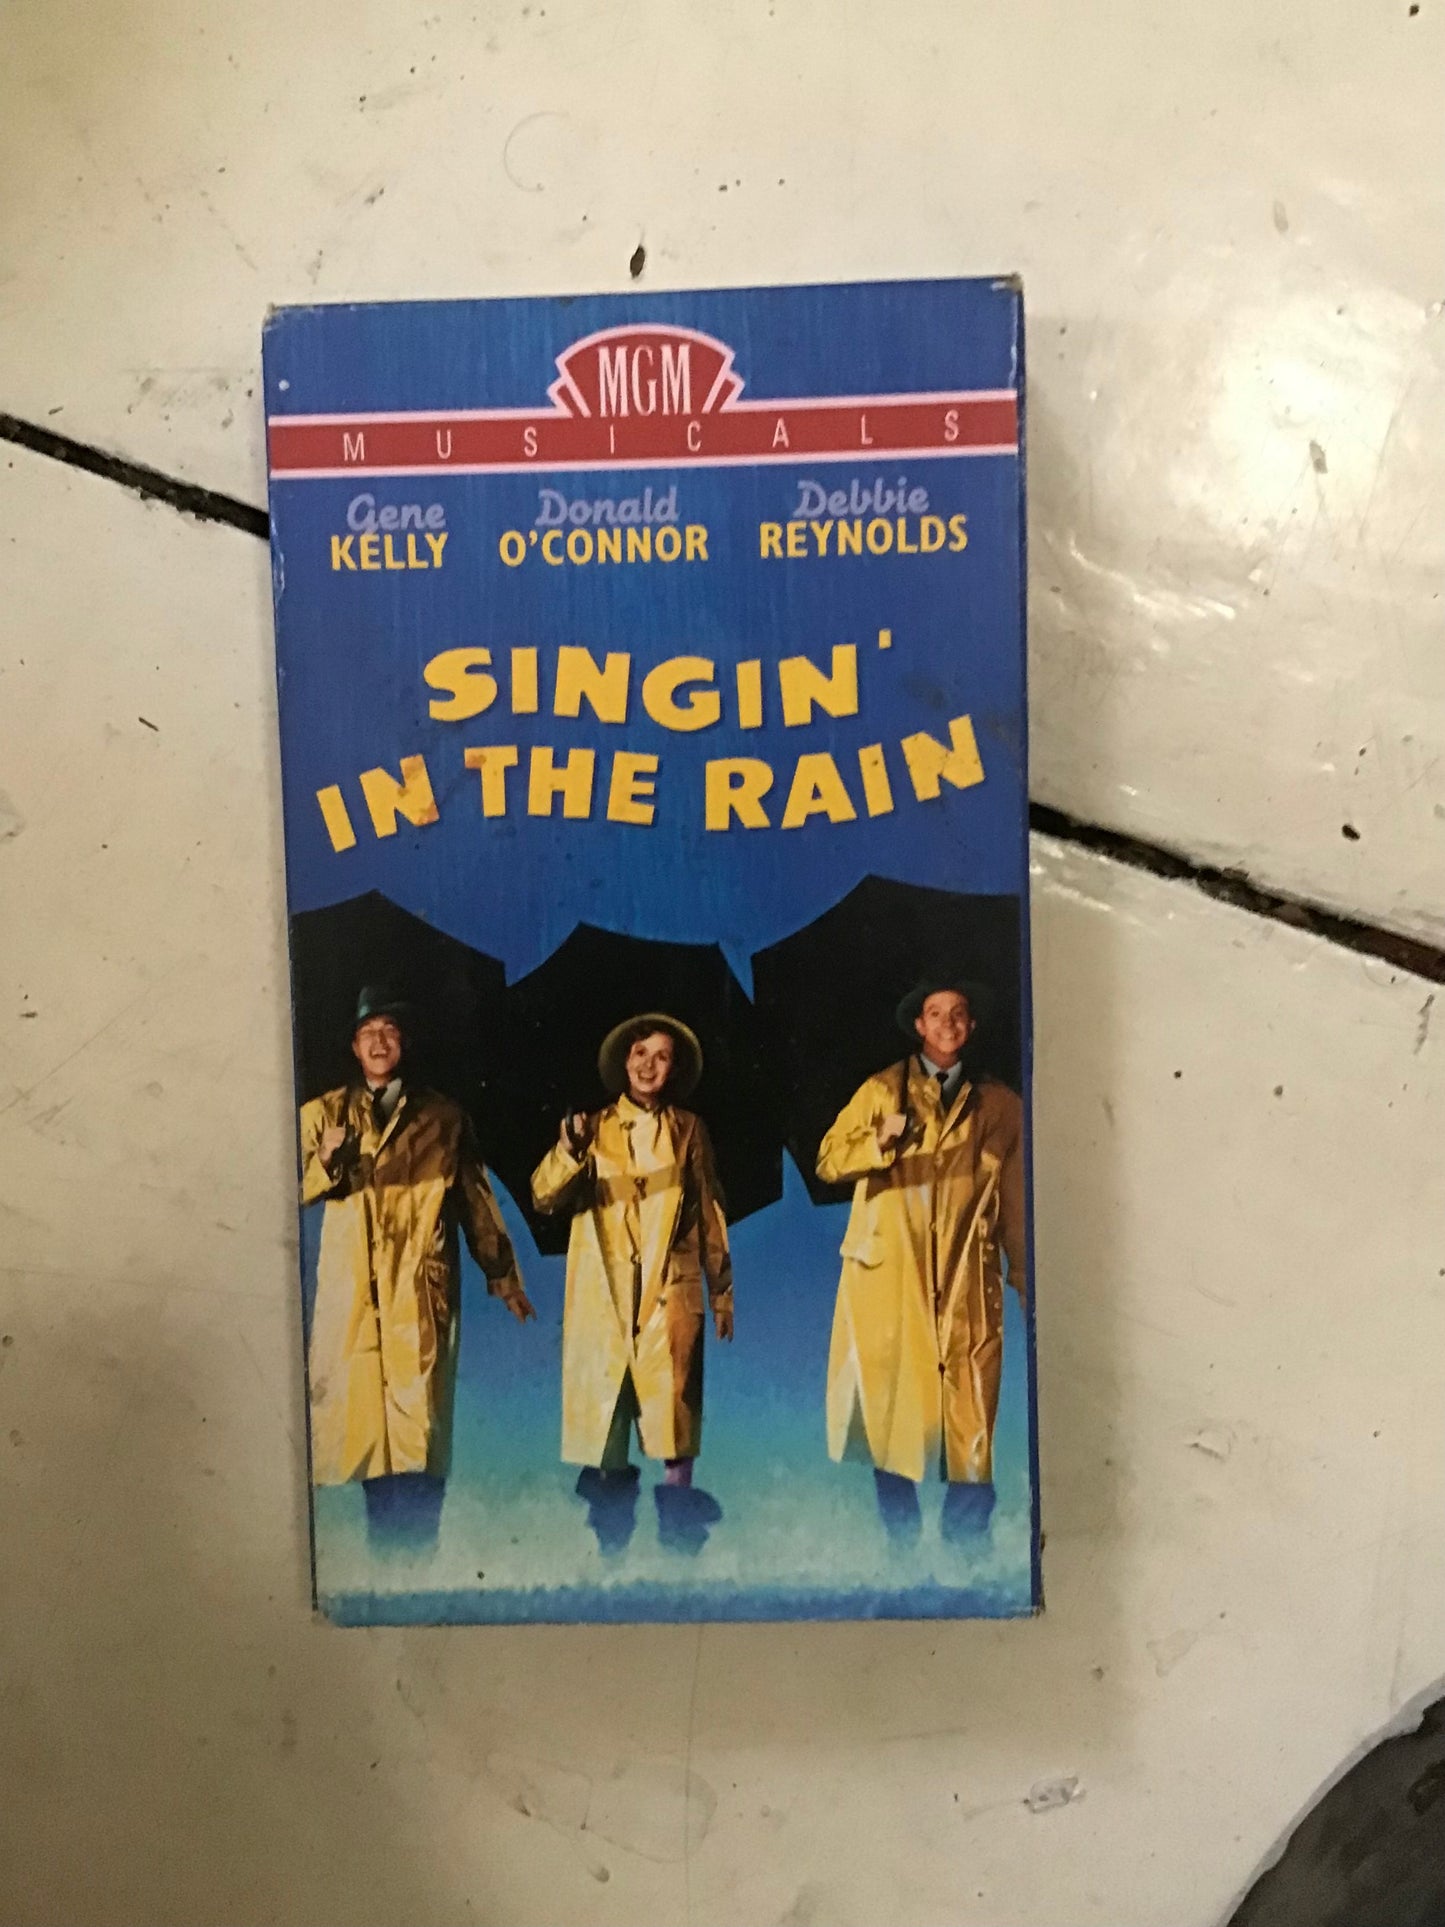 MGM
MUSICALS
Gene Donald Debbie
KELLY O'CONNOR REYNOLDS
SINGIN'
IN THE RAIN